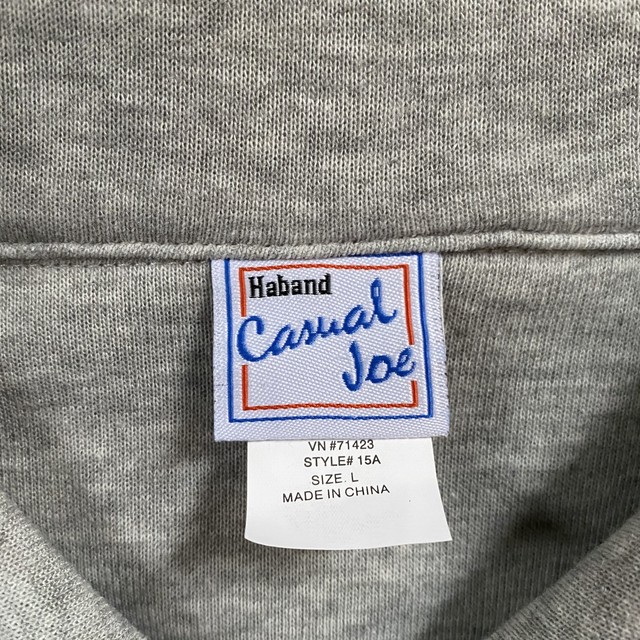 Haband
Casual
Joe
VN #71423
STYLE# 15A
SIZE. L
MADE IN CHINA